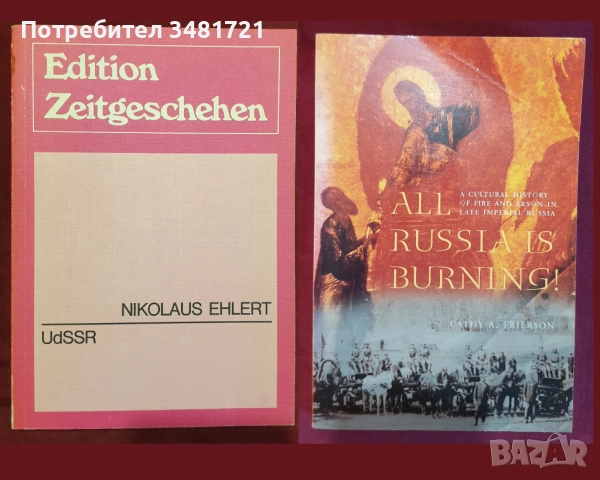 Потребител 3481721
Edition
Zeitgeschehen
NIKOLAUS EHLERT
UdSSR
A CULTURAL HISTORY
OF FIRE AND ARSON IN
LATE IMPERIAL RUSSIA
ALL
RUSSIA IS
BURNING!
CATHY A. FRIERSON
BAZAR